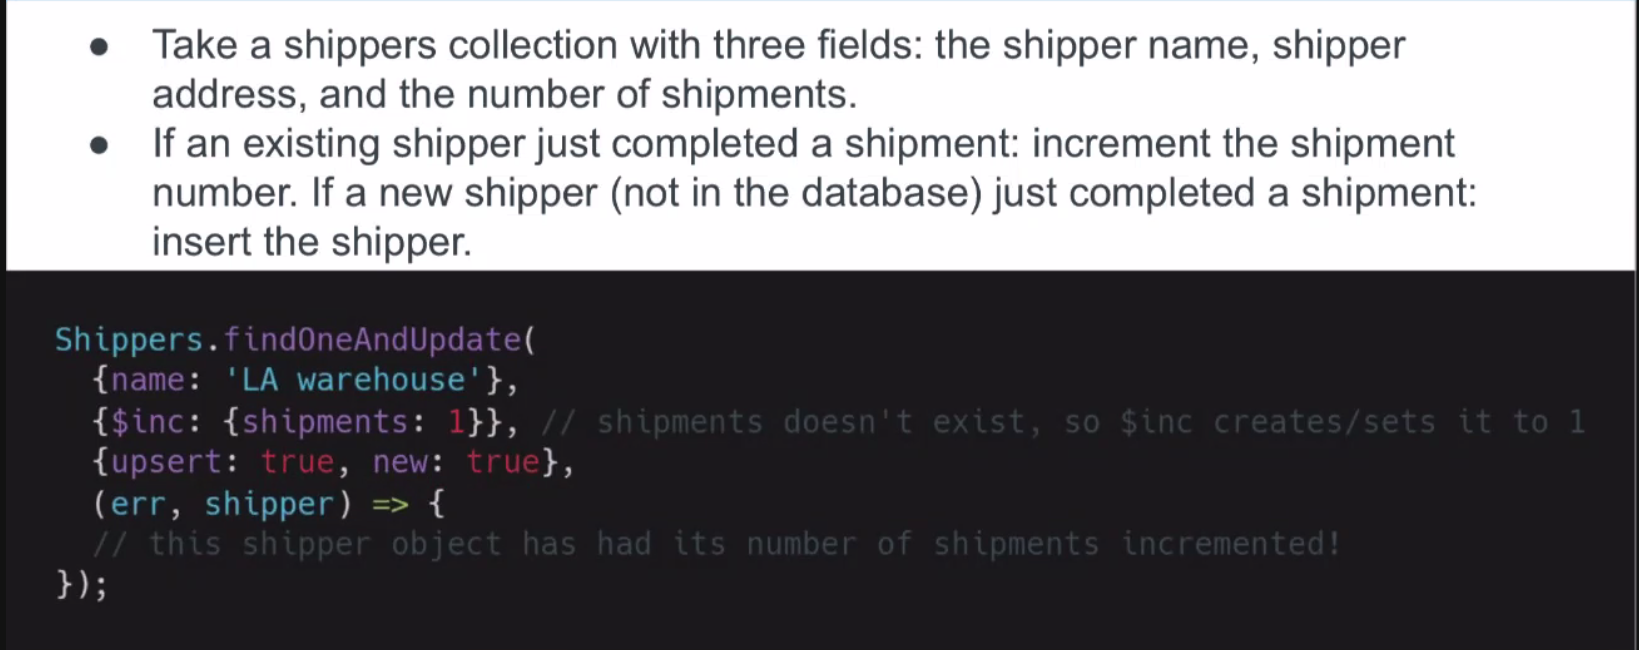 ● Take a shippers collection with three fields: the shipper name, shipper
address, and the number of shipments.
● If an existing shipper just completed a shipment: increment the shipment
number. If a new shipper (not in the database) just completed a shipment:
insert the shipper.
Shippers.findOneAndUpdate(
  {name: 'LA warehouse'},
  {$inc: {shipments: 1}}, // shipments doesn't exist, so $inc creates/sets it to 1
  {upsert: true, new: true},
  (err, shipper) => {
  // this shipper object has had its number of shipments incremented!
});